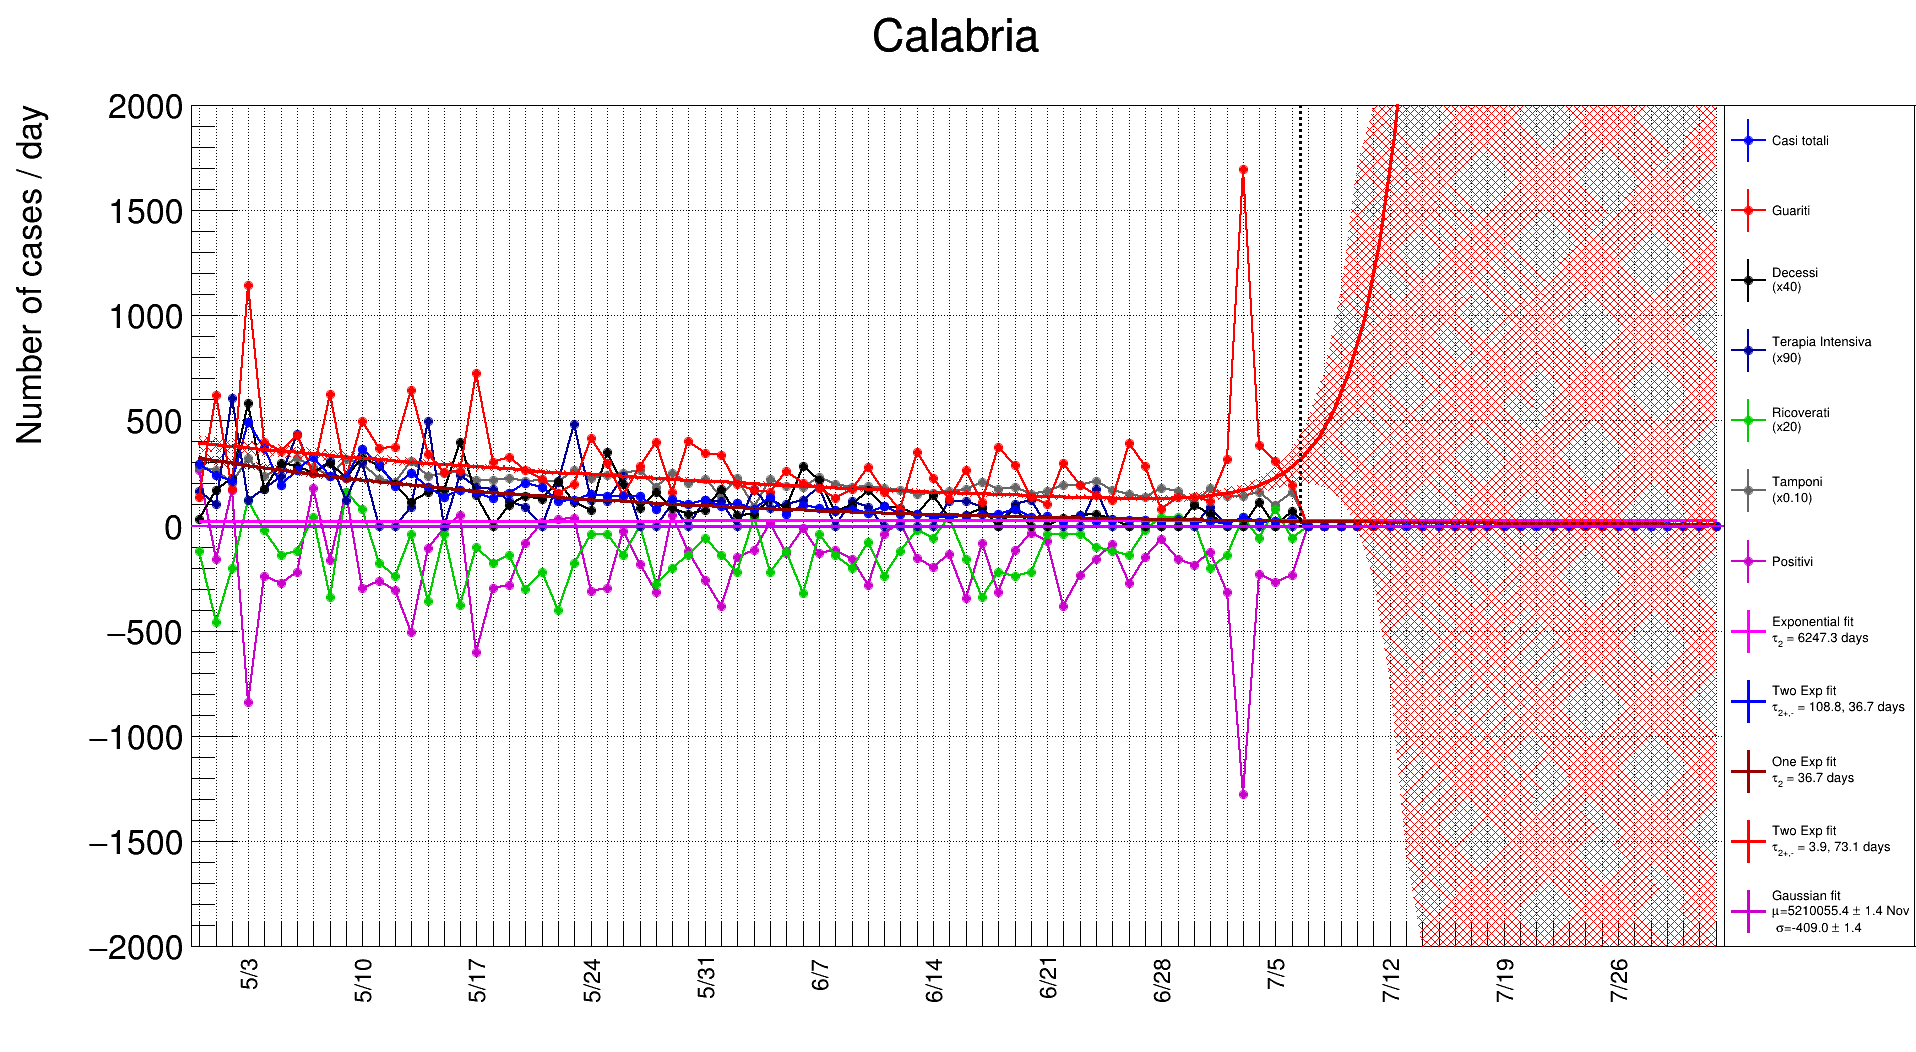 Calabria
Number of cases / day
2000
1500
1000
500
0
−500
−1000
−1500
−2000
5/3
5/10
5/17
5/24
5/31
6/7
6/14
6/21
6/28
7/5
7/12
7/19
7/26
Casi totali
Guariti
Decessi
(x40)
Terapia Intensiva
(x90)
Ricoverati
(x20)
Tamponi
(x0.10)
Positivi
Exponential fit
τ2 = 6247.3 days
Two Exp fit
τ2+,- = 108.8, 36.7 days
One Exp fit
τ2 = 36.7 days
Two Exp fit
τ2+,- = 3.9, 73.1 days
Gaussian fit
μ=5210055.4 ± 1.4 Nov
σ=-409.0 ± 1.4